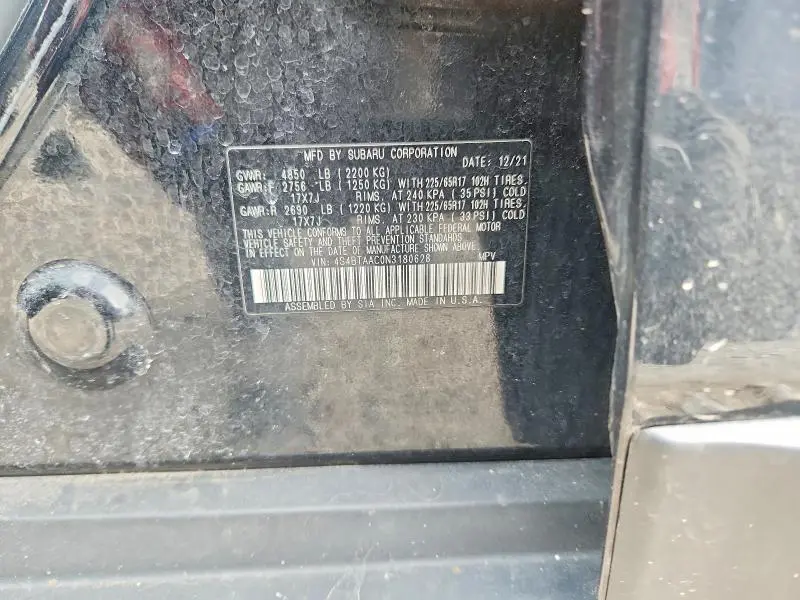 MFD BY SUBARU CORPORATION
DATE: 12/21
GVWR: 4850 LB (2200 KG)
GAWR:F 2756 LB (1250KG) WITH 225/65R17 102H TIRES,
17X7J RIMS, AT 240 KPA (35 PSI) COLD
GAWR:R 2690 LB (1220 KG) WITH 225/65R17 102H TIRES,
17X7J RIMS, AT 230 KPA (33 PSI) COLD
THIS VEHICLE CONFORMS TO ALL APPLICABLE FEDERAL MOTOR
VEHICLE SAFETY AND THEFT PREVENTION STANDARDS
IN EFFECT ON THE DATE OF MANUFACTURE SHOWN ABOVE.
VIN: 4S4BTAAC0N3180628 MPV
ASSEMBLED BY SIA INC. MADE IN U.S.A.